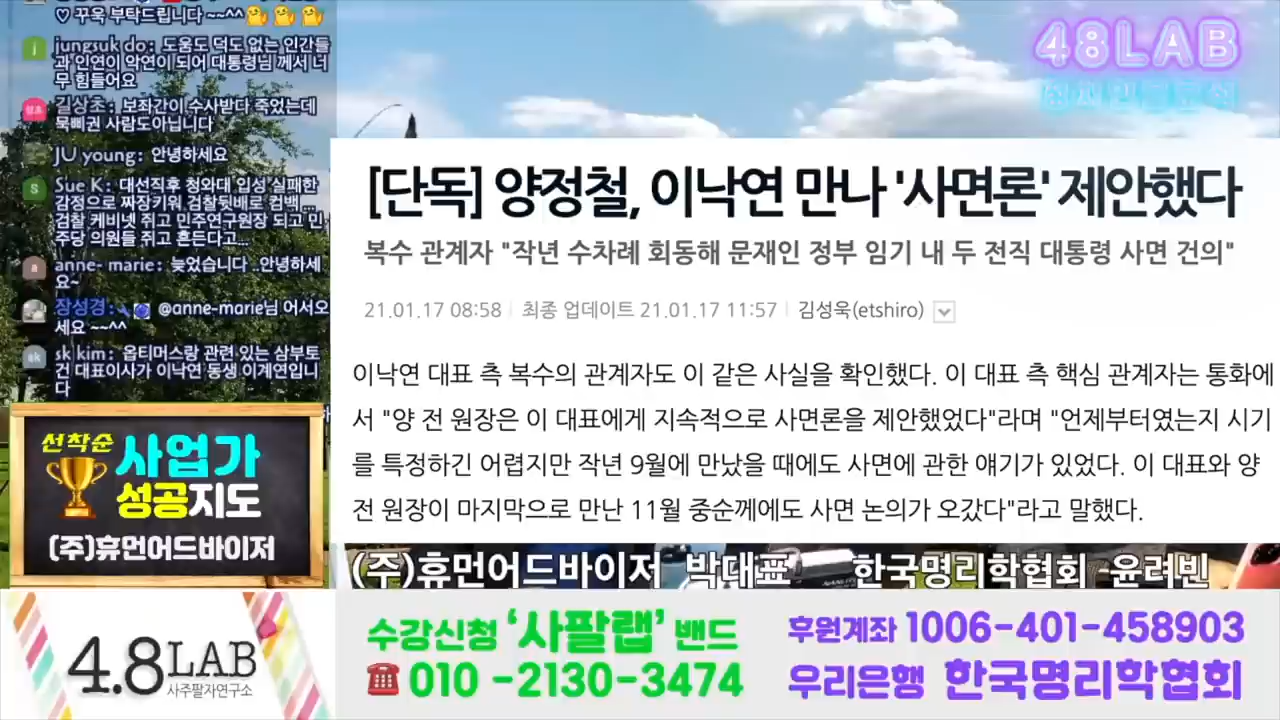 ♡ 꾸욱 부탁드립니다 ~~^^
jungsuk do: 도움도 덕도 없는 인간들
과 인연이 악연이 되어 대통령님 께서 너
무 힘들어요
길상초: 보좌간이 수사받다 죽었는데
묵삐권 사람도아닙니다
JU young: 안녕하세요
Sue K: 대선직후 청와대 입성 실패한
감정으로 짜장키워 검찰뒷배로 컴백 ...
검찰 케비넷 쥐고 민주연구원장 되고 민
주당 의원들 쥐고 흔든다고...
anne- marie: 늦었습니다 ..안녕하세
요~
장성경: @anne-marie님 어서오
세요 ~~^^
sk kim: 옵티머스랑 관련 있는 삼부토
건 대표이사가 이낙연 동생 이계연입니
다
선착순 사업가
성공지도
(주)휴먼어드바이저
48LAB
[단독] 양정철, 이낙연 만나 '사면론' 제안했다
복수 관계자 "작년 수차례 회동해 문재인 정부 임기 내 두 전직 대통령 사면 건의"
21.01.17 08:58 최종 업데이트 21.01.17 11:57 김성욱(etshiro)
이낙연 대표 측 복수의 관계자도 이 같은 사실을 확인했다. 이 대표 측 핵심 관계자는 통화에
서 "양 전 원장은 이 대표에게 지속적으로 사면론을 제안했었다"라며 "언제부터였는지 시기
를 특정하긴 어렵지만 작년 9월에 만났을 때에도 사면에 관한 얘기가 있었다. 이 대표와 양
전 원장이 마지막으로 만난 11월 중순께에도 사면 논의가 오갔다"라고 말했다.
(주)휴먼어드바이저 박대표 한국명리학협회 윤려빈
4.8LAB
사주팔자연구소
수강신청 '사팔랩' 밴드
☎ 010 -2130-3474
후원계좌 1006-401-458903
우리은행 한국명리학협회